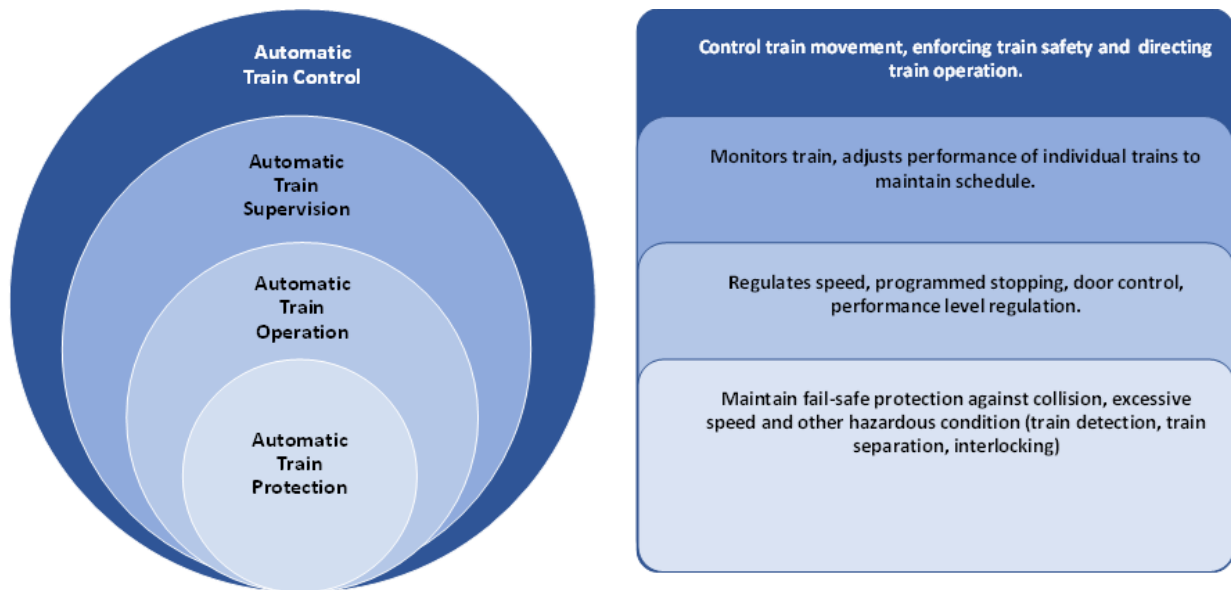 Automatic
Train Control
Automatic
Train
Supervision
Automatic
Train
Operation
Automatic
Train
Protection
Control train movement, enforcing train safety and directing
train operation.
Monitors train, adjusts performance of individual trains to
maintain schedule.
Regulates speed, programmed stopping, door control,
performance level regulation.
Maintain fail-safe protection against collision, excessive
speed and other hazardous condition (train detection, train
separation, interlocking)